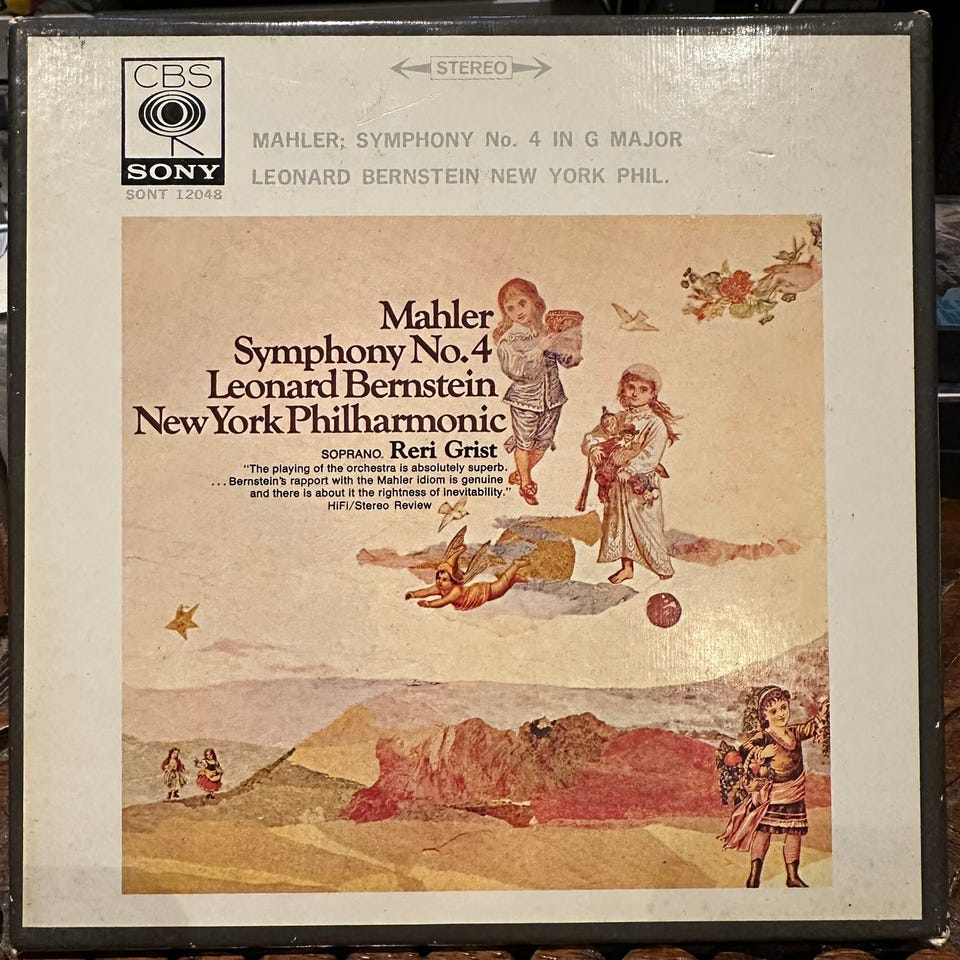 CBS
SONY
SONT 12048
STEREO
MAHLER; SYMPHONY No. 4 IN G MAJOR
LEONARD BERNSTEIN NEW YORK PHIL.
Mahler
Symphony No.4
Leonard Bernstein
New York Philharmonic
SOPRANO. Reri Grist
"The playing of the orchestra is absolutely superb.
...Bernstein's rapport with the Mahler idiom is genuine
and there is about it the rightness of inevitability."
HiFi/Stereo Review